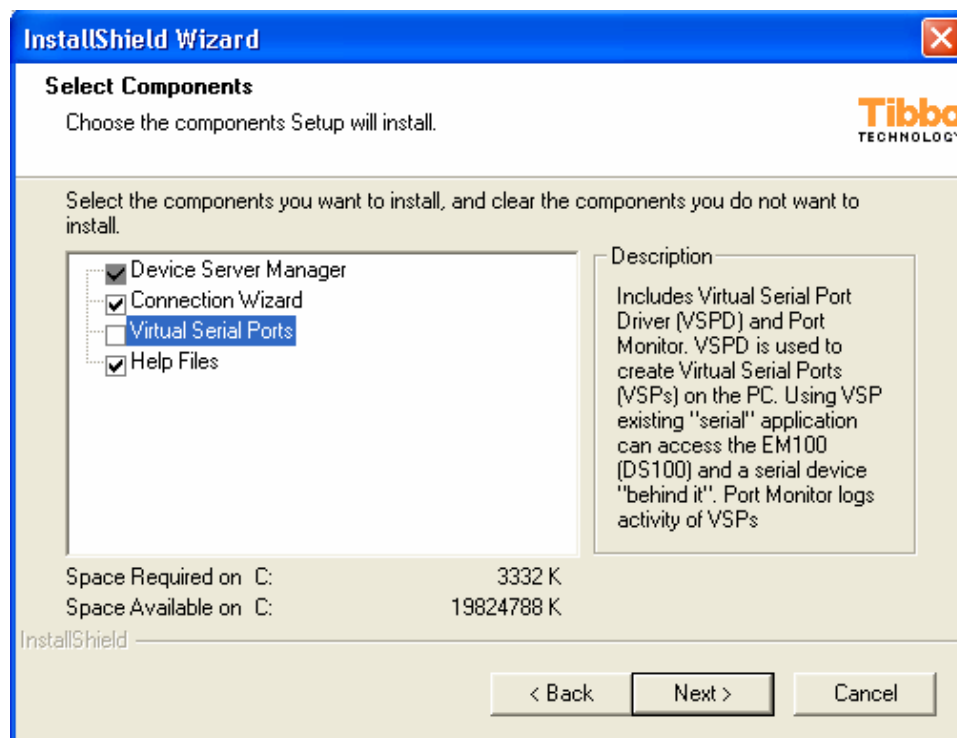 InstallShield Wizard
Select Components
Choose the components Setup will install.
Tibbo
TECHNOLOGY
Select the components you want to install, and clear the components you do not want to
install.
Device Server Manager
Connection Wizard
Virtual Serial Ports
Help Files
Description
Includes Virtual Serial Port
Driver (VSPD) and Port
Monitor. VSPD is used to
create Virtual Serial Ports
(VSPs) on the PC. Using VSP
existing "serial" application
can access the EM100
(DS100) and a serial device
"behind it". Port Monitor logs
activity of VSPs
Space Required on C: 3332 K
Space Available on C: 19824788 K
InstallShield
< Back
Next >
Cancel